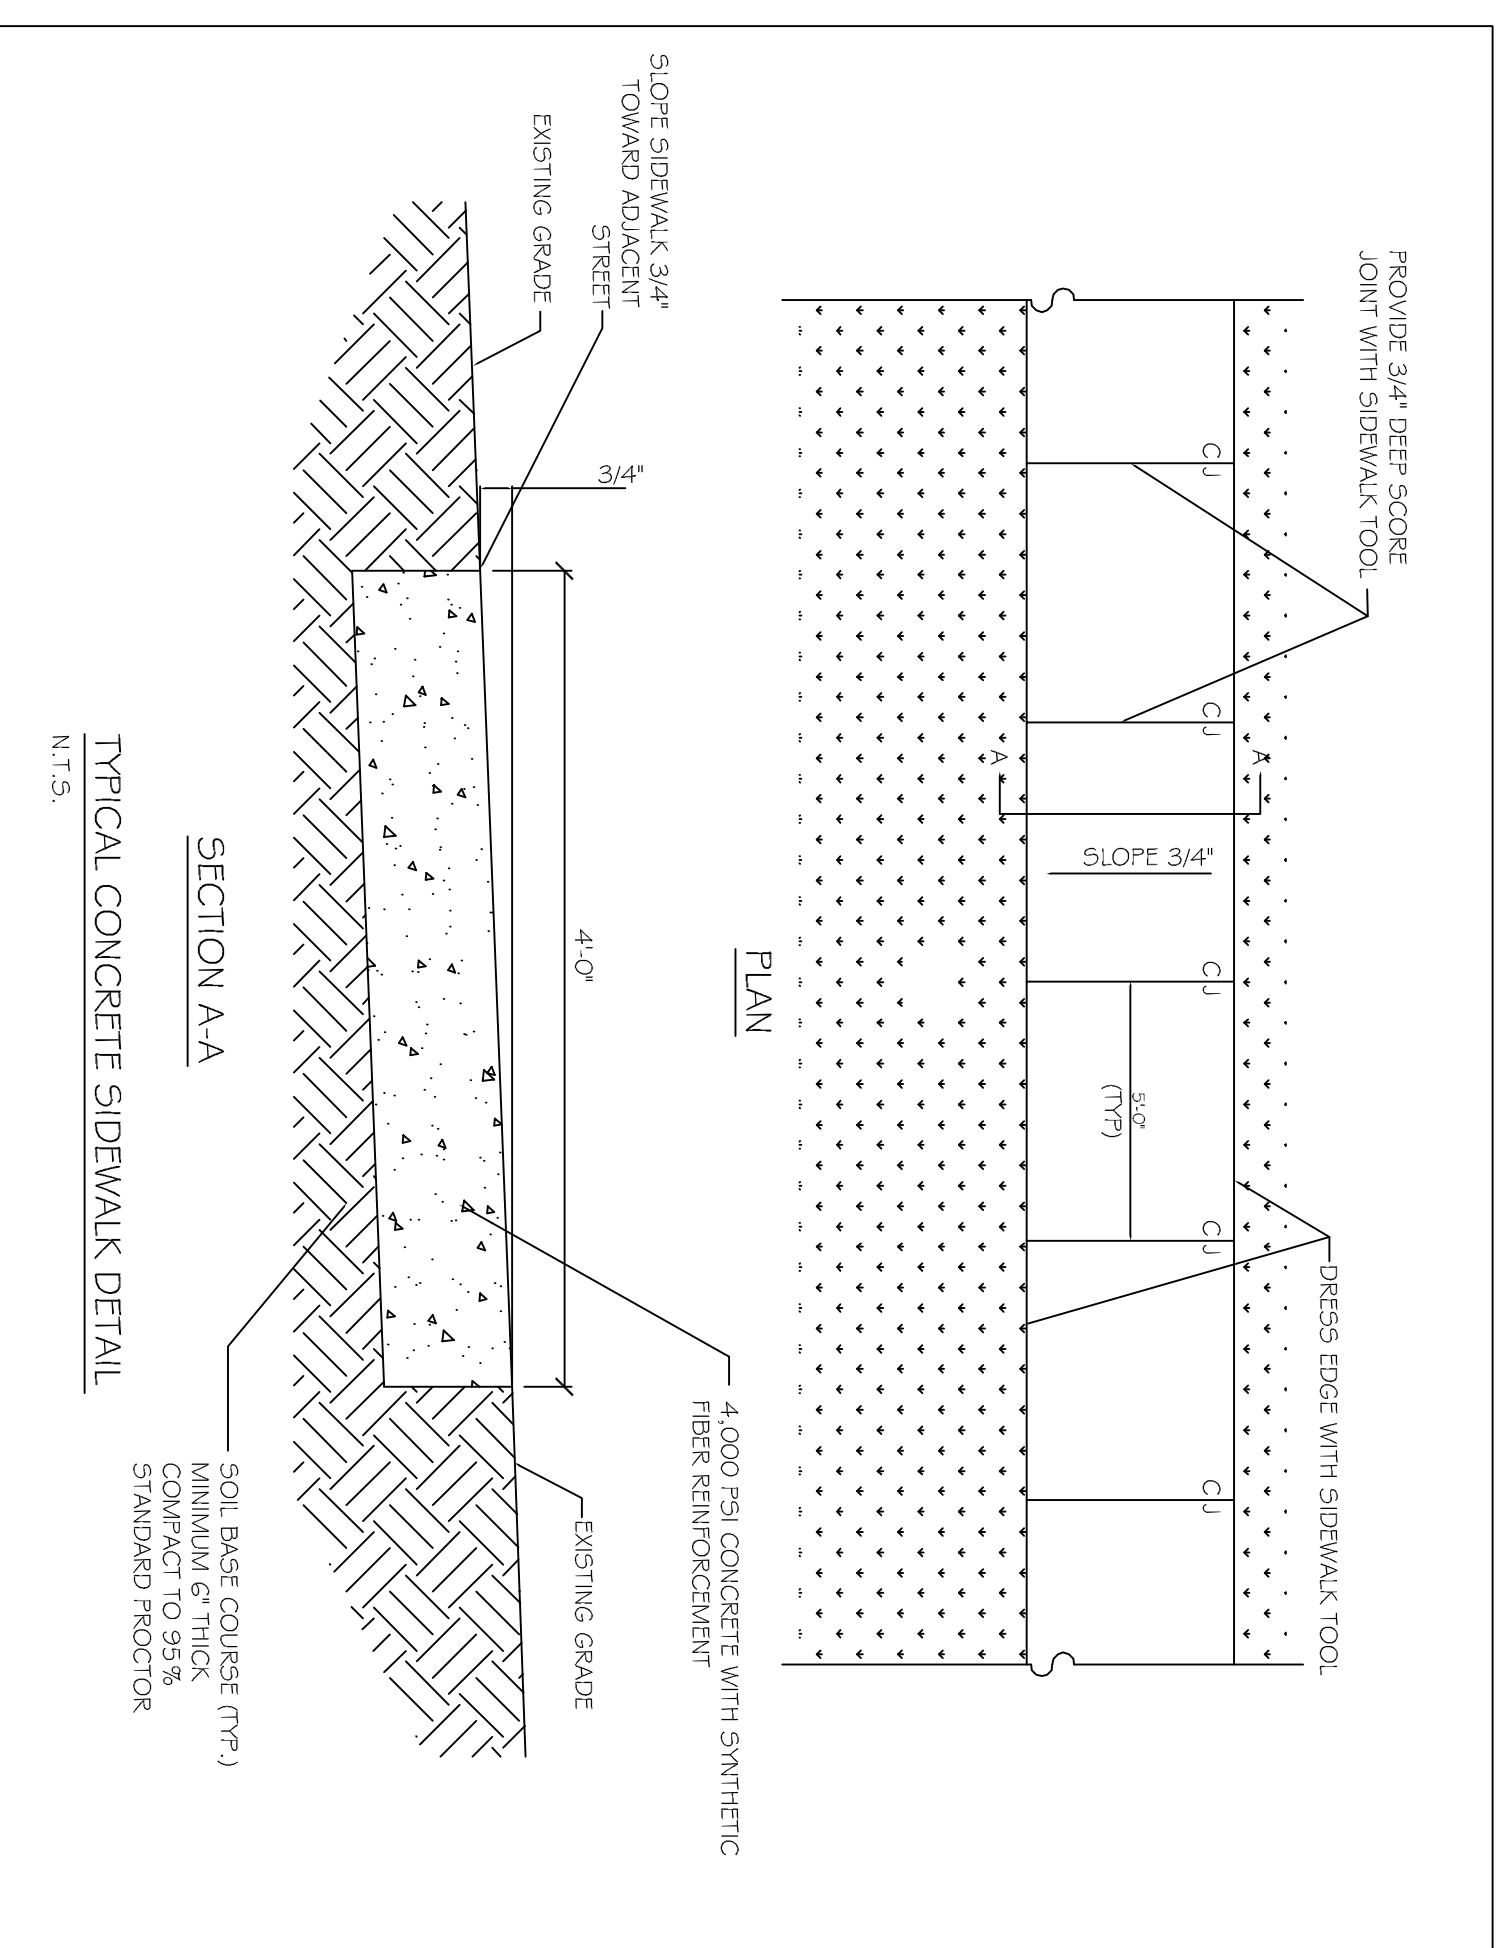 PROVIDE 3/4" DEEP SCORE
JOINT WITH SIDEWALK TOOL
DRESS EDGE WITH SIDEWALK TOOL
CJ
CJ
CJ
CJ
CJ
A
A
SLOPE 3/4"
5'-0"
(TYP)
PLAN
SLOPE SIDEWALK 3/4"
TOWARD ADJACENT
STREET
EXISTING GRADE
3/4"
4'-0"
4,000 PSI CONCRETE WITH SYNTHETIC
FIBER REINFORCEMENT
EXISTING GRADE
SOIL BASE COURSE (TYP.)
MINIMUM 6" THICK
COMPACT TO 95%
STANDARD PROCTOR
SECTION A-A
TYPICAL CONCRETE SIDEWALK DETAIL
N.T.S.